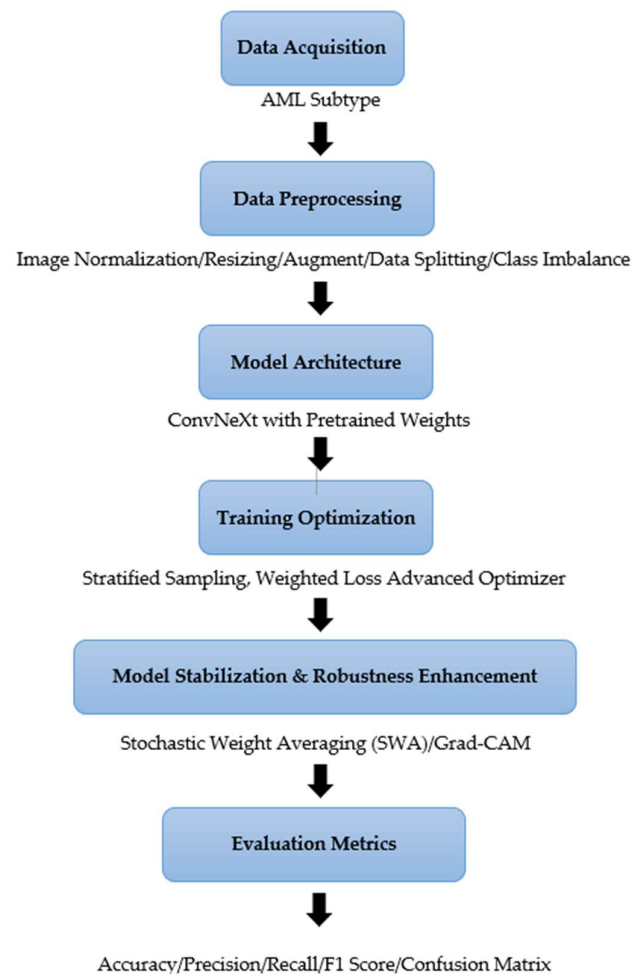 Data Acquisition
AML Subtype
Data Preprocessing
Image Normalization/Resizing/Augment/Data Splitting/Class Imbalance
Model Architecture
ConvNeXt with Pretrained Weights
Training Optimization
Stratified Sampling, Weighted Loss Advanced Optimizer
Model Stabilization & Robustness Enhancement
Stochastic Weight Averaging (SWA)/Grad-CAM
Evaluation Metrics
Accuracy/Precision/Recall/F1 Score/Confusion Matrix